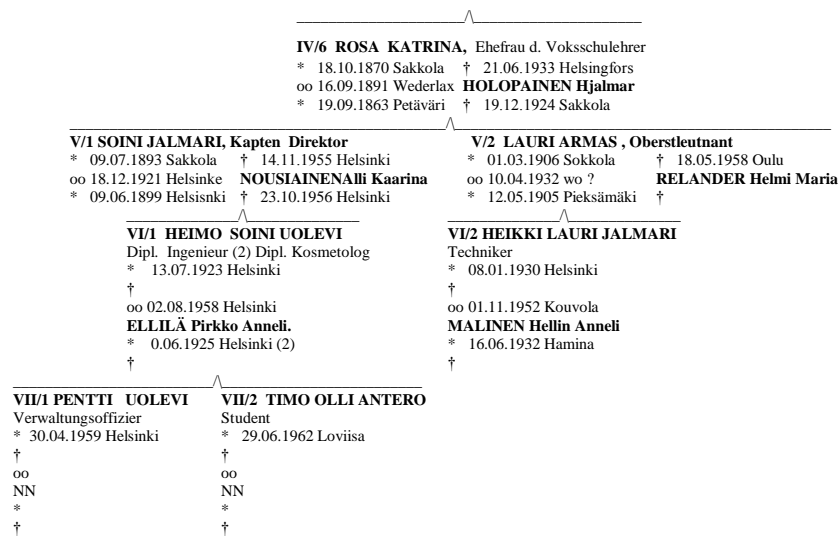 IV/6 ROSA KATRINA, Ehefrau d. Voksschulehrer
* 18.10.1870 Sakkola † 21.06.1933 Helsingfors
oo 16.09.1891 Wederlax HOLOPAINEN Hjalmar
* 19.09.1863 Petäväri † 19.12.1924 Sakkola
V/1 SOINI JALMARI, Kapten Direktor
* 09.07.1893 Sakkola † 14.11.1955 Helsinki
oo 18.12.1921 Helsinke NOUSIAINENAlli Kaarina
* 09.06.1899 Helsisnki † 23.10.1956 Helsinki
V/2 LAURI ARMAS , Oberstleutnant
* 01.03.1906 Sokkola † 18.05.1958 Oulu
oo 10.04.1932 wo ? RELANDER Helmi Maria
* 12.05.1905 Pieksämäki †
VI/1 HEIMO SOINI UOLEVI
Dipl. Ingenieur (2) Dipl. Kosmetolog
* 13.07.1923 Helsinki
†
oo 02.08.1958 Helsinki
ELLILÄ Pirkko Anneli.
* 0.06.1925 Helsinki (2)
†
VI/2 HEIKKI LAURI JALMARI
Techniker
* 08.01.1930 Helsinki
†
oo 01.11.1952 Kouvola
MALINEN Hellin Anneli
* 16.06.1932 Hamina
†
VII/1 PENTTI UOLEVI
Verwaltungsoffizier
* 30.04.1959 Helsinki
†
oo
NN
*
†
VII/2 TIMO OLLI ANTERO
Student
* 29.06.1962 Loviisa
†
oo
NN
*
†